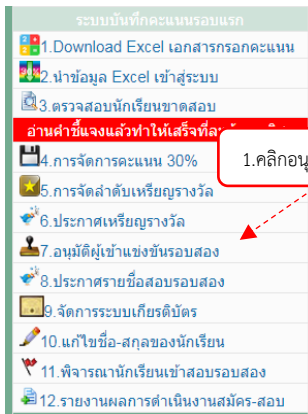 ระบบบันทึกคะแนนรอบแรก
1.Download Excel เอกสารกรอกคะแนน
2.นำข้อมูล Excel เข้าสู่ระบบ
3.ตรวจสอบนักเรียนขาดสอบ
อ่านคำชี้แจงแล้วทำให้เสร็จที่
4.การจัดการคะแนน 30%
1.คลิกอนุ
5.การจัดลำดับเหรียญรางวัล
6.ประกาศเหรียญรางวัล
7.อนุมัติผู้เข้าแข่งขันรอบสอง
8.ประกาศรายชื่อสอบรอบสอง
9.จัดการระบบเกียรติบัตร
10.แก้ไขชื่อ-สกุลของนักเรียน
11.พิจารณานักเรียนเข้าสอบรอบสอง
12.รายงานผลการดำเนินงานสมัคร-สอบ